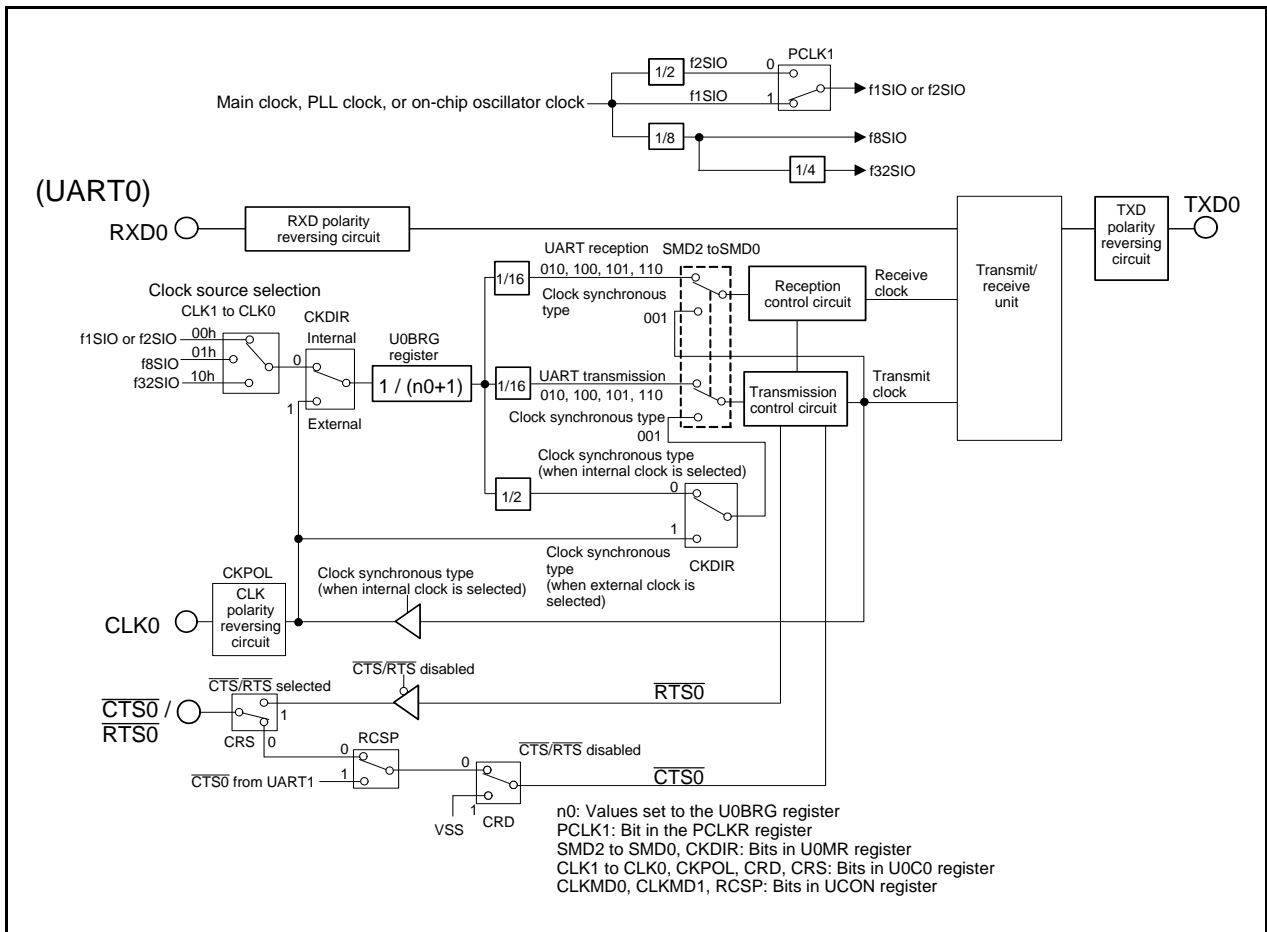 PCLK1
1/2
f2SIO
0
Main clock, PLL clock, or on-chip oscillator clock
f1SIO
1
f1SIO or f2SIO
1/8
f8SIO
1/4
f32SIO
(UART0)
RXD0
RXD polarity
reversing circuit
TXD
polarity
reversing
circuit
TXD0
Transmit/
receive
unit
UART reception
SMD2 toSMD0
1/16
010, 100, 101, 110
Clock synchronous
type
001
Reception
control circuit
Receive
clock
Clock source selection
CLK1 to CLK0
f1SIO or f2SIO
00h
f8SIO
01h
f32SIO
10h
CKDIR
Internal
0
1
External
U0BRG
register
1 / (n0+1)
1/16
UART transmission
010, 100, 101, 110
Clock synchronous type
001
Transmission
control circuit
Transmit
clock
Clock synchronous type
(when internal clock is selected)
1/2
0
1
CKDIR
Clock synchronous
type
(when external clock is
selected)
CKPOL
CLK
polarity
reversing
circuit
CLK0
Clock synchronous type
(when internal clock is selected)
CTS/RTS disabled
CTS/RTS selected
CTS0 /
RTS0
1
CRS
0
RTS0
RCSP
0
CTS0 from UART1
1
CTS/RTS disabled
0
1
VSS
CRD
CTS0
n0: Values set to the U0BRG register
PCLK1: Bit in the PCLKR register
SMD2 to SMD0, CKDIR: Bits in U0MR register
CLK1 to CLK0, CKPOL, CRD, CRS: Bits in U0C0 register
CLKMD0, CLKMD1, RCSP: Bits in UCON register